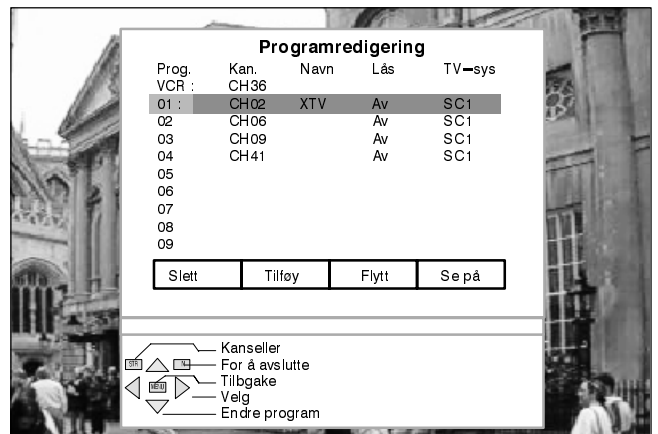 Programredigering
Prog. Kan. Navn Lås TV-sys
VCR : CH36
01 : CH02 XTV Av SC1
02 CH06 Av SC1
03 CH09 Av SC1
04 CH41 Av SC1
05
06
07
08
09
Slett Tilføy Flytt Se på
Kanseller
STR N For å avslutte
Tilbgake
MENU Velg
Endre program